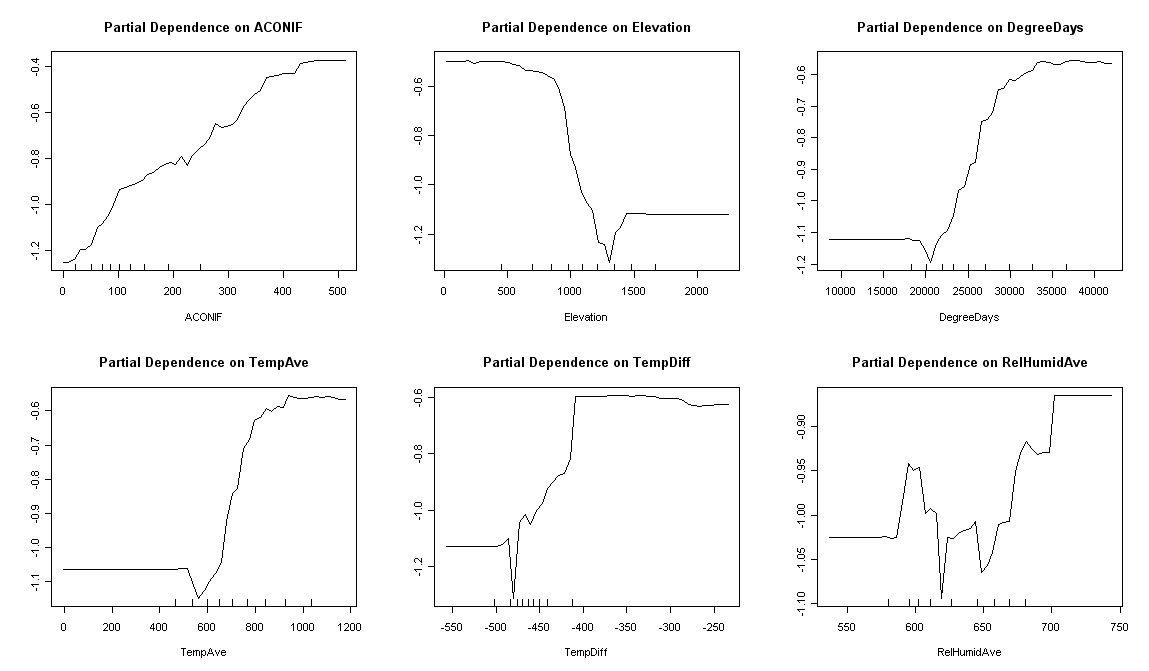 Partial Dependence on ACONIF
-0.4
-0.6
-0.8
-1.0
-1.2
0 100 200 300 400 500
ACONIF
Partial Dependence on Elevation
-0.6
-0.8
-1.0
-1.2
0 500 1000 1500 2000
Elevation
Partial Dependence on DegreeDays
-0.6
-0.7
-0.8
-0.9
-1.0
-1.1
-1.2
10000 15000 20000 25000 30000 35000 40000
DegreeDays
Partial Dependence on TempAve
-0.6
-0.7
-0.8
-0.9
-1.0
-1.1
0 200 400 600 800 1000 1200
TempAve
Partial Dependence on TempDiff
-0.6
-0.8
-1.0
-1.2
-550 -500 -450 -400 -350 -300 -250
TempDiff
Partial Dependence on RelHumidAve
-0.90
-0.95
-1.00
-1.05
-1.10
550 600 650 700 750
RelHumidAve